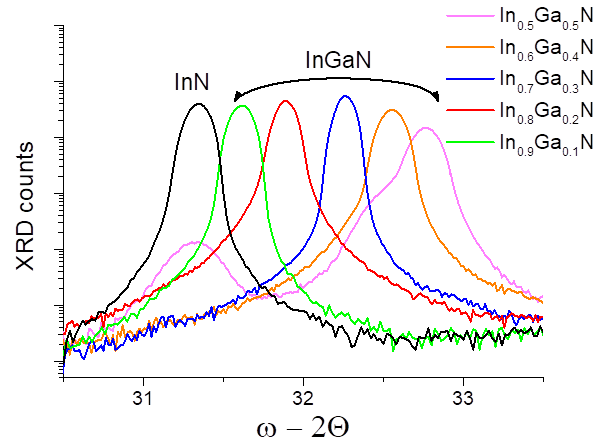 In₀.₅Ga₀.₅N
In₀.₆Ga₀.₄N
In₀.₇Ga₀.₃N
In₀.₈Ga₀.₂N
In₀.₉Ga₀.₁N
InGaN
InN
XRD counts
31 32 33
ω – 2Θ